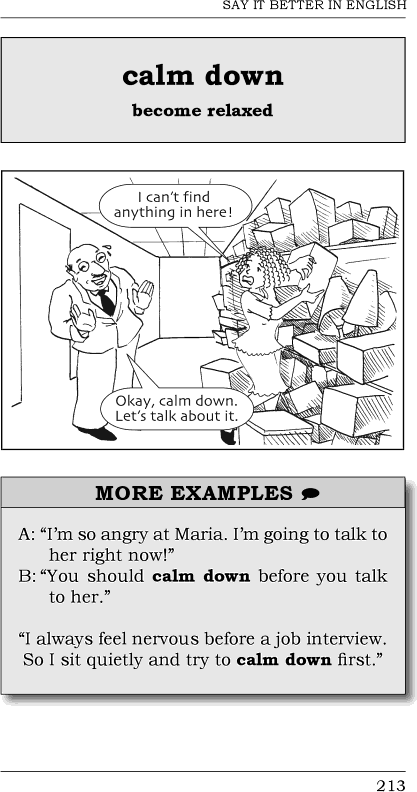 SAY IT BETTER IN ENGLISH
calm down
become relaxed
I can't find
anything in here!
Okay, calm down.
Let's talk about it.
MORE EXAMPLES
A: “I'm so angry at Maria. I'm going to talk to
her right now!”
B: “You should calm down before you talk
to her.”
“I always feel nervous before a job interview.
So I sit quietly and try to calm down first.”
213